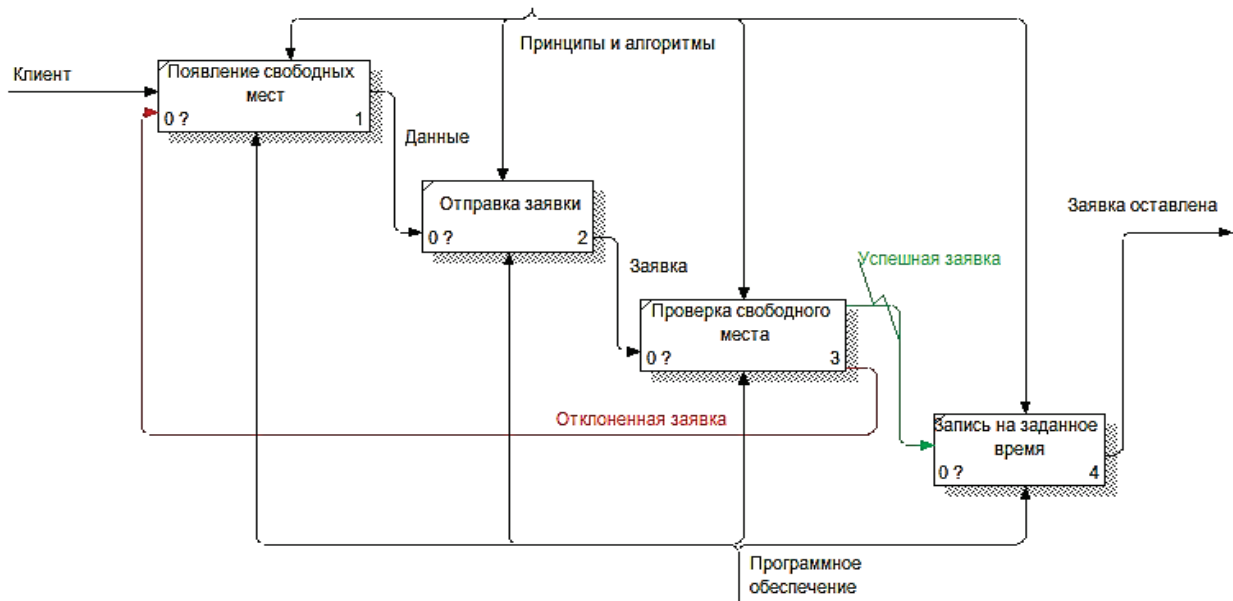 Принципы и алгоритмы
Клиент
Появление свободных
мест
0 ?
1
Данные
Отправка заявки
0 ?
2
Заявка оставлена
Заявка
Успешная заявка
Проверка свободного
места
0 ?
3
Отклоненная заявка
Запись на заданное
время
0 ?
4
Программное
обеспечение